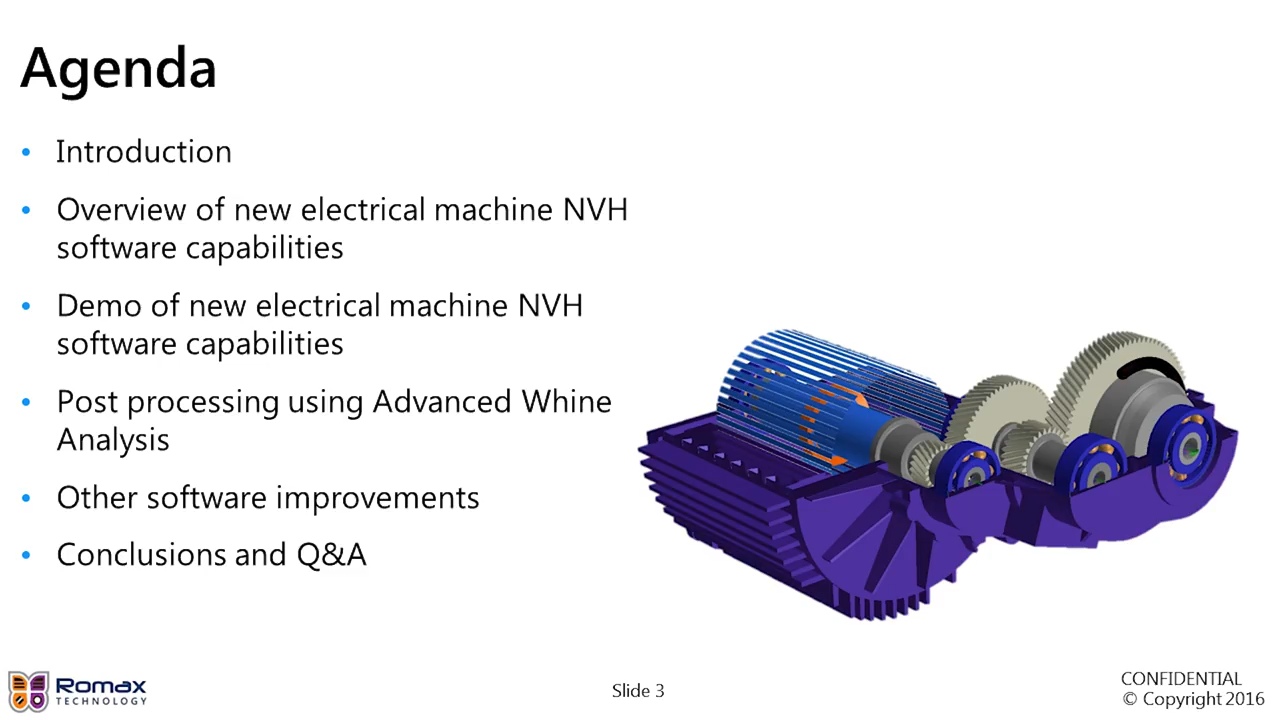 Agenda
• Introduction
• Overview of new electrical machine NVH
software capabilities
• Demo of new electrical machine NVH
software capabilities
• Post processing using Advanced Whine
Analysis
• Other software improvements
• Conclusions and Q&A
Romax
TECHNOLOGY
Slide 3
CONFIDENTIAL
© Copyright 2016